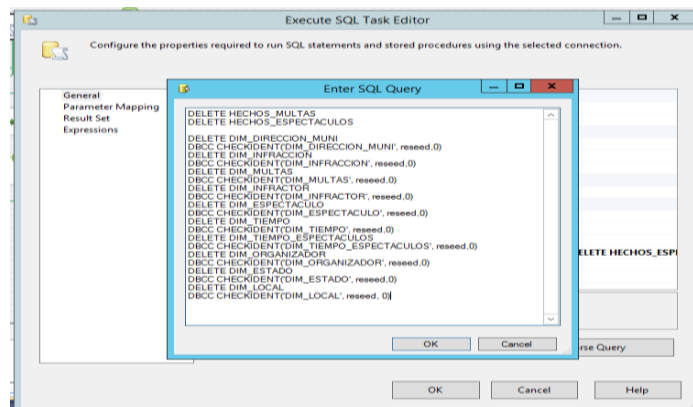 Execute SQL Task Editor
Configure the properties required to run SQL statements and stored procedures using the selected connection.
General
Parameter Mapping
Result Set
Expressions
Enter SQL Query
DELETE HECHOS_MULTAS
DELETE HECHOS_ESPECTACULOS
DELETE DIM_DIRECCION_MUNI
DBCC CHECKIDENT('DIM_DIRECCION_MUNI', reseed,0)
DELETE DIM_INFRACCION
DBCC CHECKIDENT('DIM_INFRACCION', reseed,0)
DELETE DIM_MULTAS
DBCC CHECKIDENT('DIM_MULTAS', reseed,0)
DELETE DIM_INFRACTOR
DBCC CHECKIDENT('DIM_INFRACTOR', reseed,0)
DELETE DIM_ESPECTACULO
DBCC CHECKIDENT('DIM_ESPECTACULO', reseed,0)
DELETE DIM_TIEMPO
DBCC CHECKIDENT('DIM_TIEMPO', reseed,0)
DELETE DIM_TIEMPO_ESPECTACULOS
DBCC CHECKIDENT('DIM_TIEMPO_ESPECTACULOS', reseed,0)
DELETE DIM_ORGANIZADOR
DBCC CHECKIDENT('DIM_ORGANIZADOR', reseed,0)
DELETE DIM_ESTADO
DBCC CHECKIDENT('DIM_ESTADO', reseed,0)
DELETE DIM_LOCAL
DBCC CHECKIDENT('DIM_LOCAL', reseed, 0)
ELETE HECHOS_ESPI
OK Cancel
rse Query
OK Cancel Help